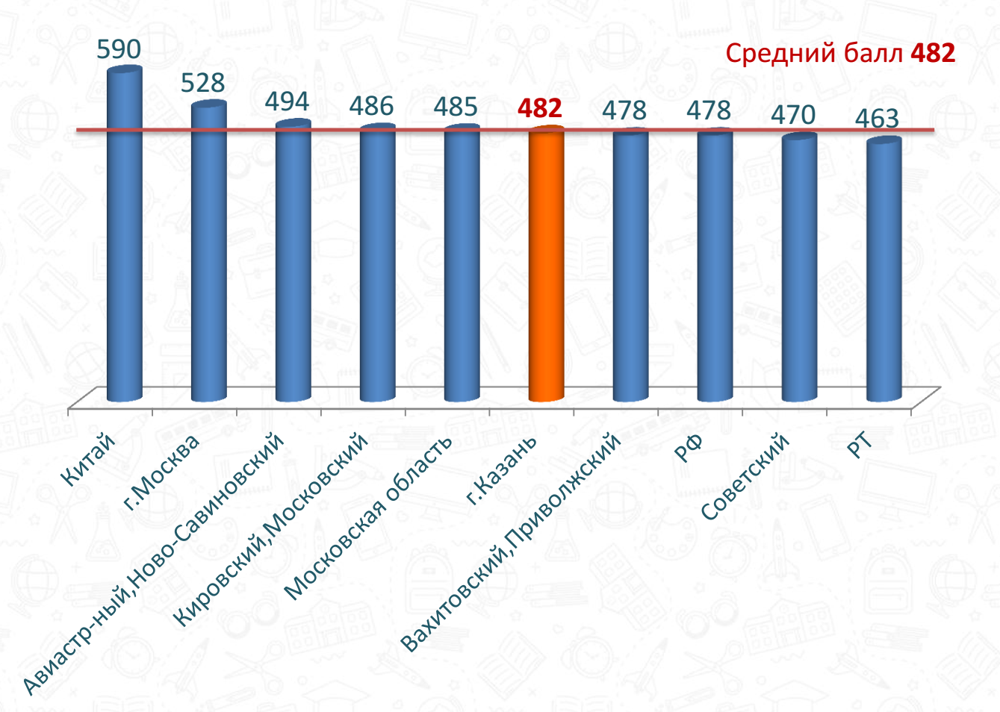 Средний балл 482
590
528
494
486
485
482
478
478
470
463
Китай
г.Москва
Авиастр-ный,Ново-Савиновский
Кировский,Московский
Московская область
г.Казань
Вахитовский,Приволжский
РФ
Советский
РТ